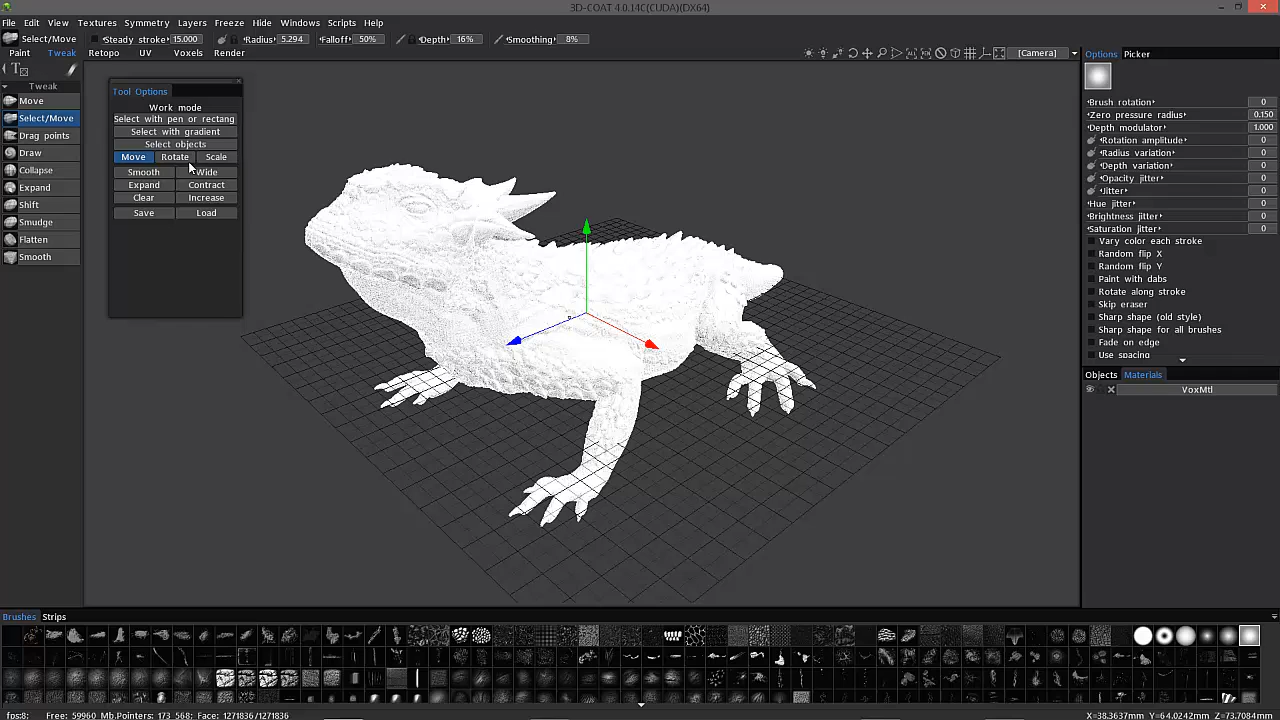 3D-COAT 4.0.14C(CUDA)(DX64)
File Edit View Textures Symmetry Layers Freeze Hide Windows Scripts Help
Select/Move Steady stroke 15.000 Radius 5.294 Falloff 50% Depth 16% Smoothing 8%
Paint Tweak Retopo UV Voxels Render [Camera]
Tweak
Move
Select/Move
Drag points
Draw
Collapse
Expand
Shift
Smudge
Flatten
Smooth
Tool Options
Work mode
Select with pen or rectang
Select with gradient
Select objects
Move Rotate Scale
Smooth Wide
Expand Contract
Clear Increase
Save Load
Options Picker
Brush rotation 0
Zero pressure radius 0.150
Depth modulator 1.000
Rotation amplitude 0
Radius variation 0
Depth variation 0
Opacity jitter 0
Jitter 0
Hue jitter 0
Brightness jitter 0
Saturation jitter 0
Vary color each stroke
Random flip X
Random flip Y
Paint with dabs
Rotate along stroke
Skip eraser
Sharp shape (old style)
Sharp shape for all brushes
Fade on edge
Use spacing
Objects Materials
VoxMtl
Brushes Strips
fps:8; Free: 59960 Mb.Pointers: 173 568; Face: 1271836/1271836 X=38.3637mm Y=64.0242mm Z=73.7084mm